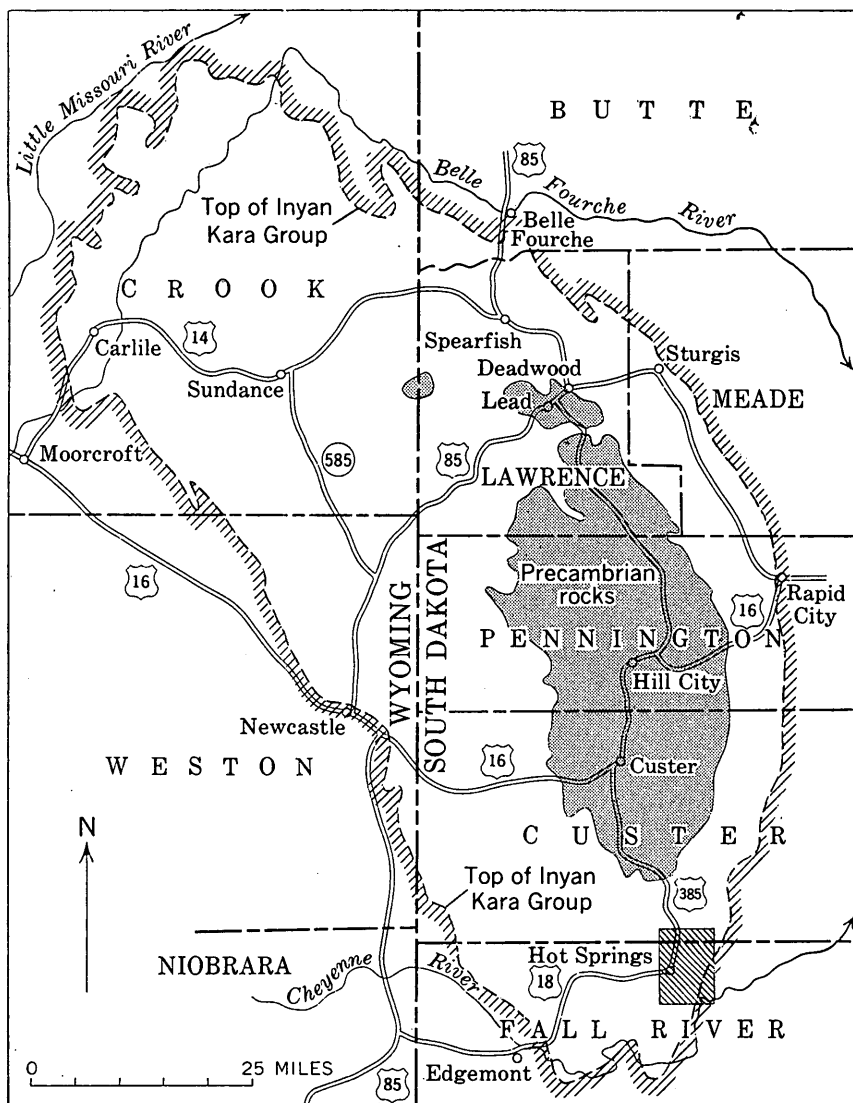 Little Missouri River
BUTTE
85
Belle Fourche River
Belle
Fourche
Top of Inyan
Kara Group
CROOK
14
Carlile
Sundance
Spearfish
Deadwood
Sturgis
Lead
MEADE
Moorcroft
585
85
LAWRENCE
16
WYOMING
SOUTH DAKOTA
Precambrian
rocks
16
Rapid
City
PENNINGTON
Hill City
Newcastle
WESTON
16
Custer
N
CUSTER
Top of Inyan
Kara Group
385
NIOBRARA
Cheyenne River
Hot Springs
18
FALL RIVER
0 25 MILES
85
Edgemont